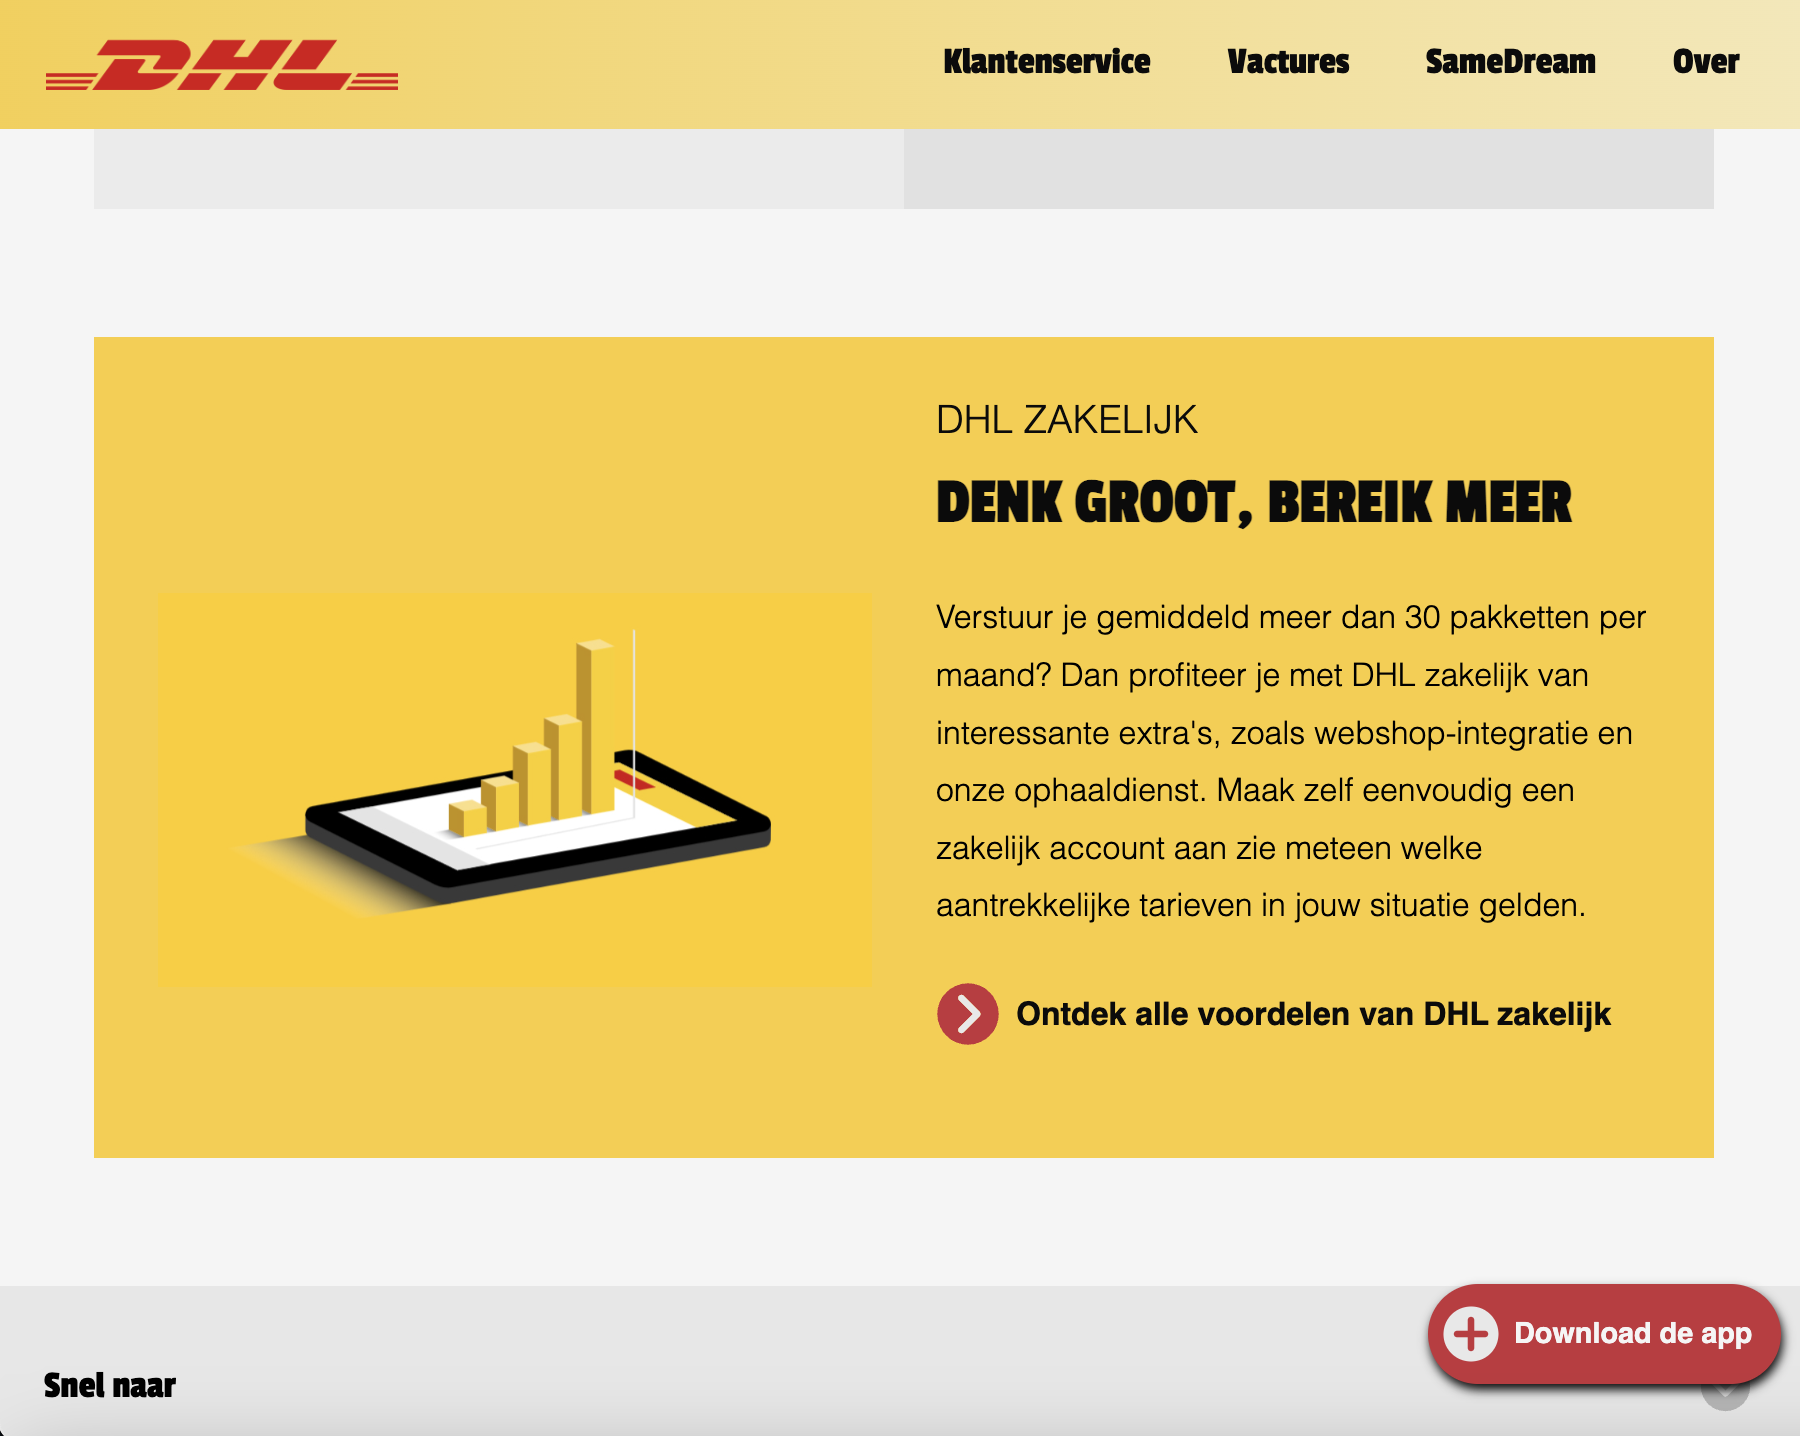 DHL
Klantenservice
Vactures
SameDream
Over
DHL ZAKELIJK
DENK GROOT, BEREIK MEER
Verstuur je gemiddeld meer dan 30 pakketten per
maand? Dan profiteer je met DHL zakelijk van
interessante extra's, zoals webshop-integratie en
onze ophaaldienst. Maak zelf eenvoudig een
zakelijk account aan zie meteen welke
aantrekkelijke tarieven in jouw situatie gelden.
Ontdek alle voordelen van DHL zakelijk
Download de app
Snel naar